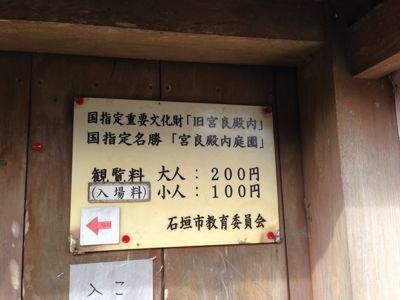 国指定重要文化財「旧宮良殿内」
国指定名勝「宮良殿内庭園」
観覧料 大人：200円
(入場料) 小人：100円
石垣市教育委員会
入こ